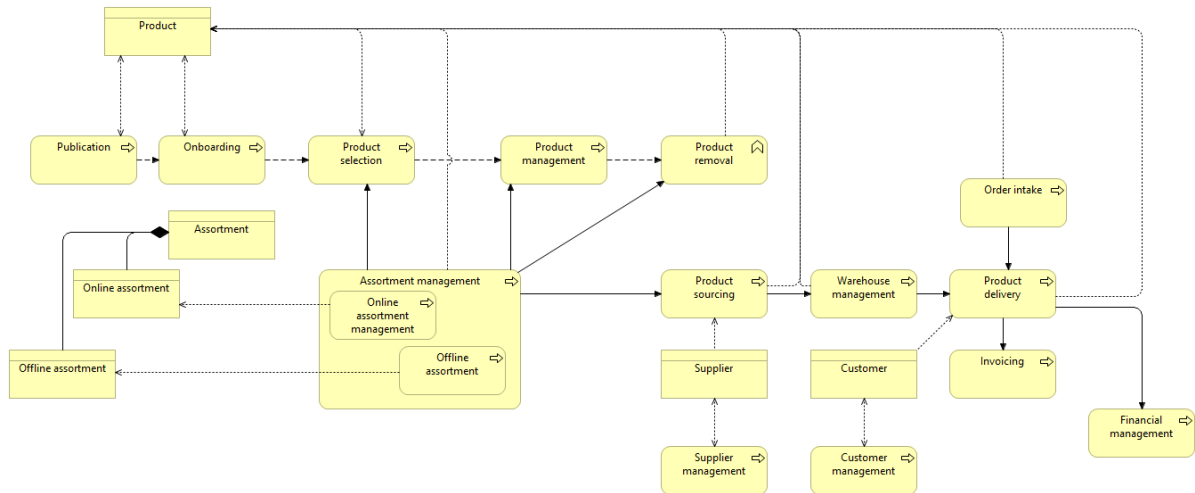 Product
Publication
Onboarding
Product
selection
Product
management
Product
removal
Order intake
Assortment
Assortment management
Online assortment
Online
assortment
management
Product
sourcing
Warehouse
management
Product
delivery
Offline assortment
Offline
assortment
Supplier
Customer
Invoicing
Financial
management
Supplier
management
Customer
management